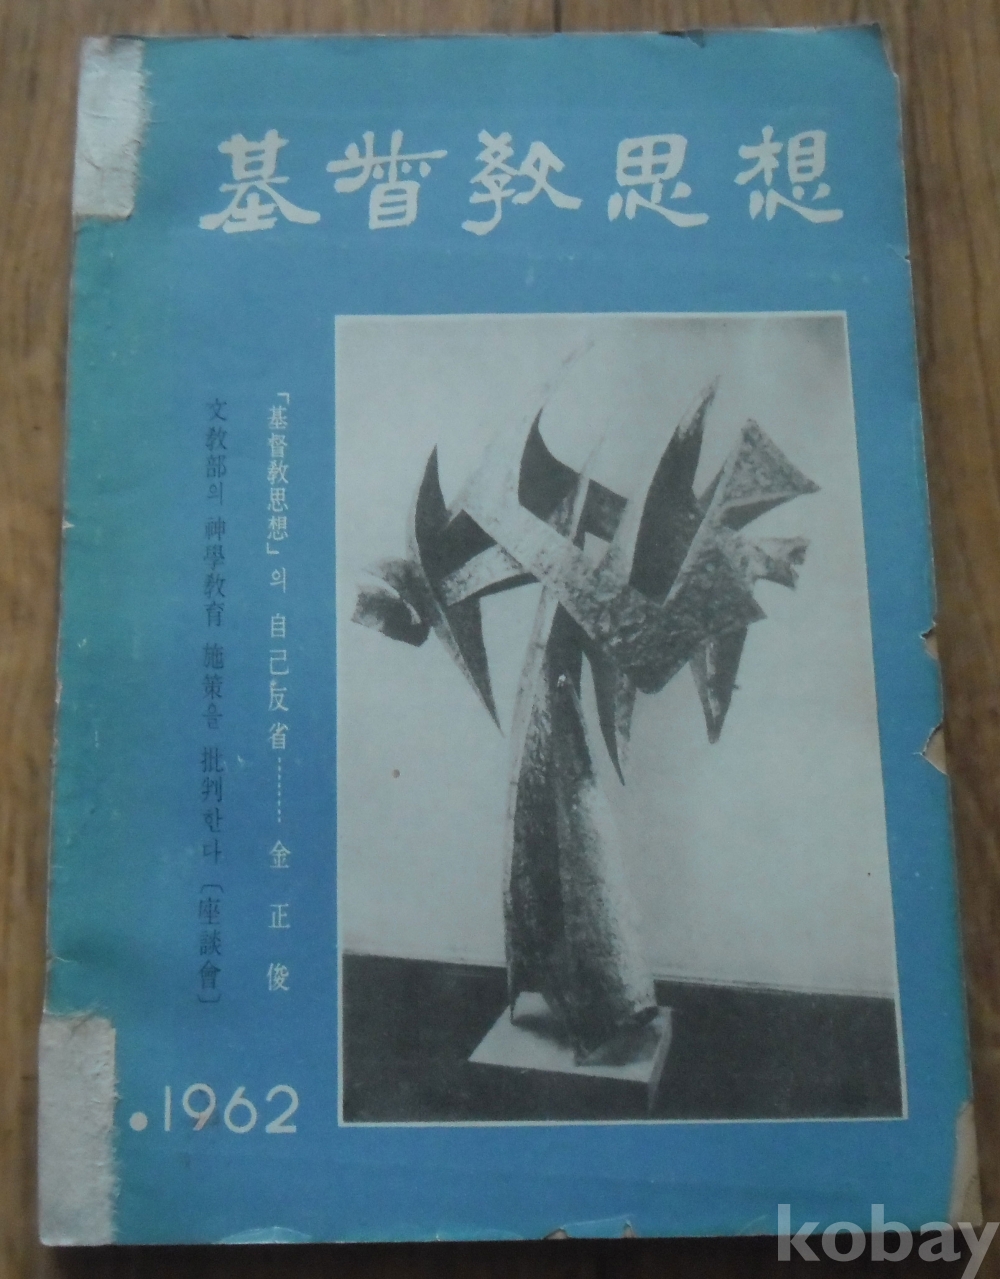 基督教思想
「基督教思想」의 自己反省……金正俊
文教部의 神學教育 施策을 批判한다 〔座談會〕
.1962
kobay